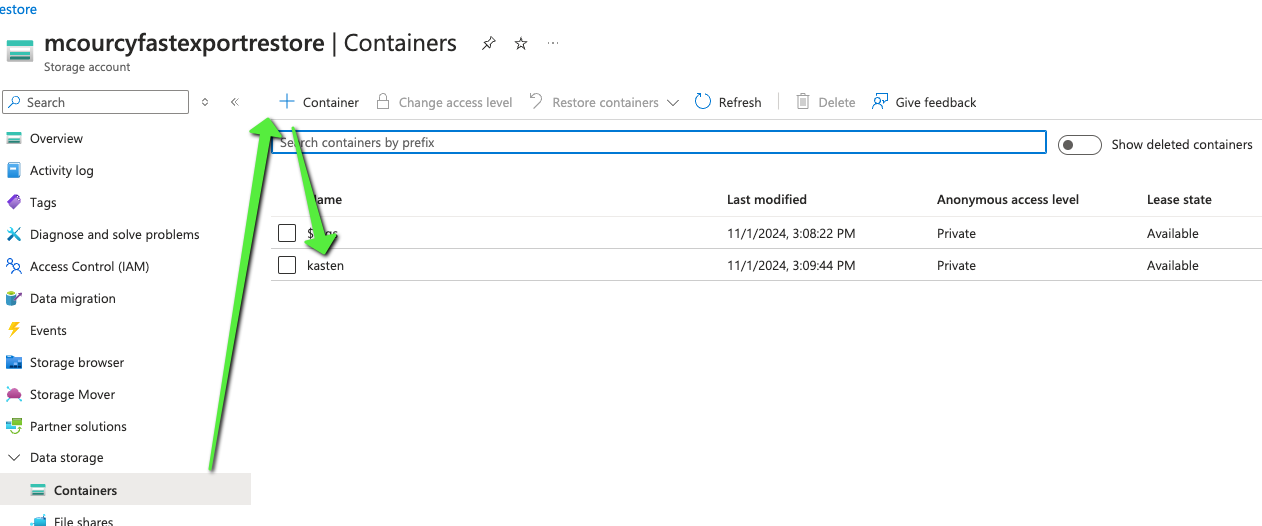 estore
mcourcyfastexportrestore | Containers
Storage account
Search
Container
Change access level
Restore containers
Refresh
Delete
Give feedback
Search containers by prefix
Show deleted containers
Overview
Activity log
Tags
Diagnose and solve problems
Access Control (IAM)
Data migration
Events
Storage browser
Storage Mover
Partner solutions
Data storage
Containers
File shares
Name Last modified Anonymous access level Lease state
11/1/2024, 3:08:22 PM Private Available
kasten 11/1/2024, 3:09:44 PM Private Available